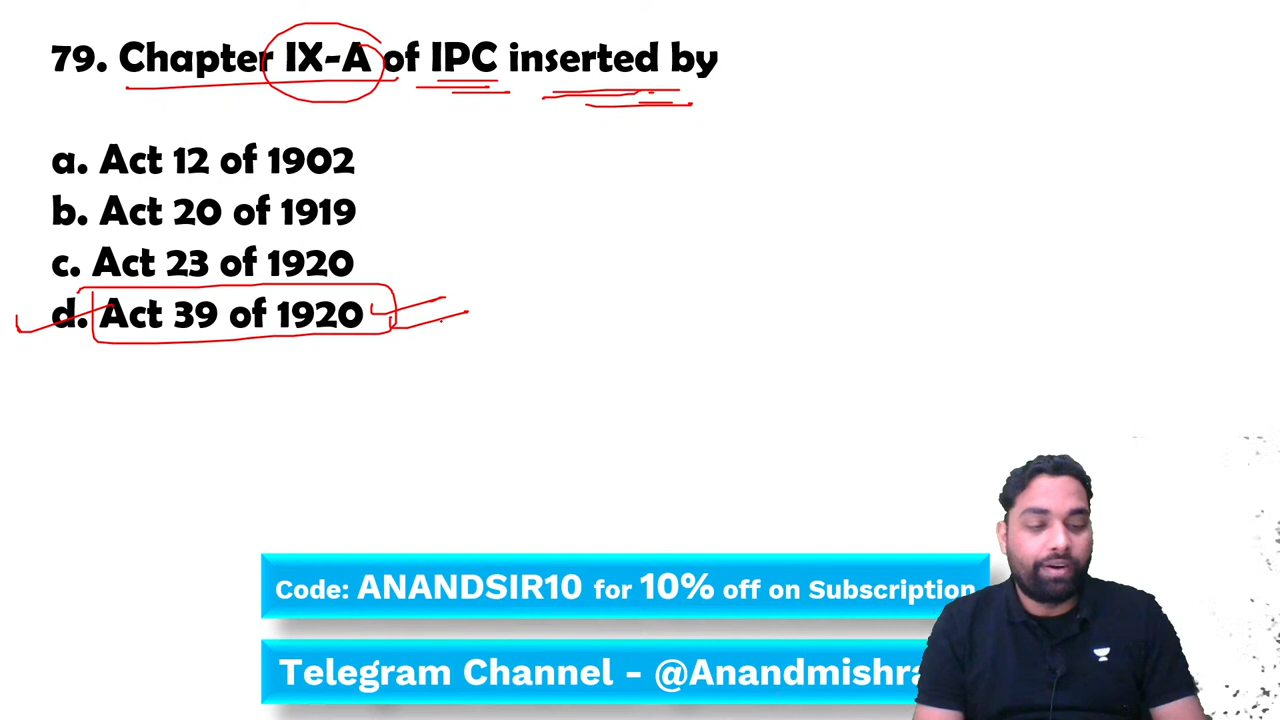 79. Chapter IX-A of IPC inserted by
a. Act 12 of 1902
b. Act 20 of 1919
c. Act 23 of 1920
d. Act 39 of 1920
Code: ANANDSIR10 for 10% off on Subscription
Telegram Channel - @Anandmishra